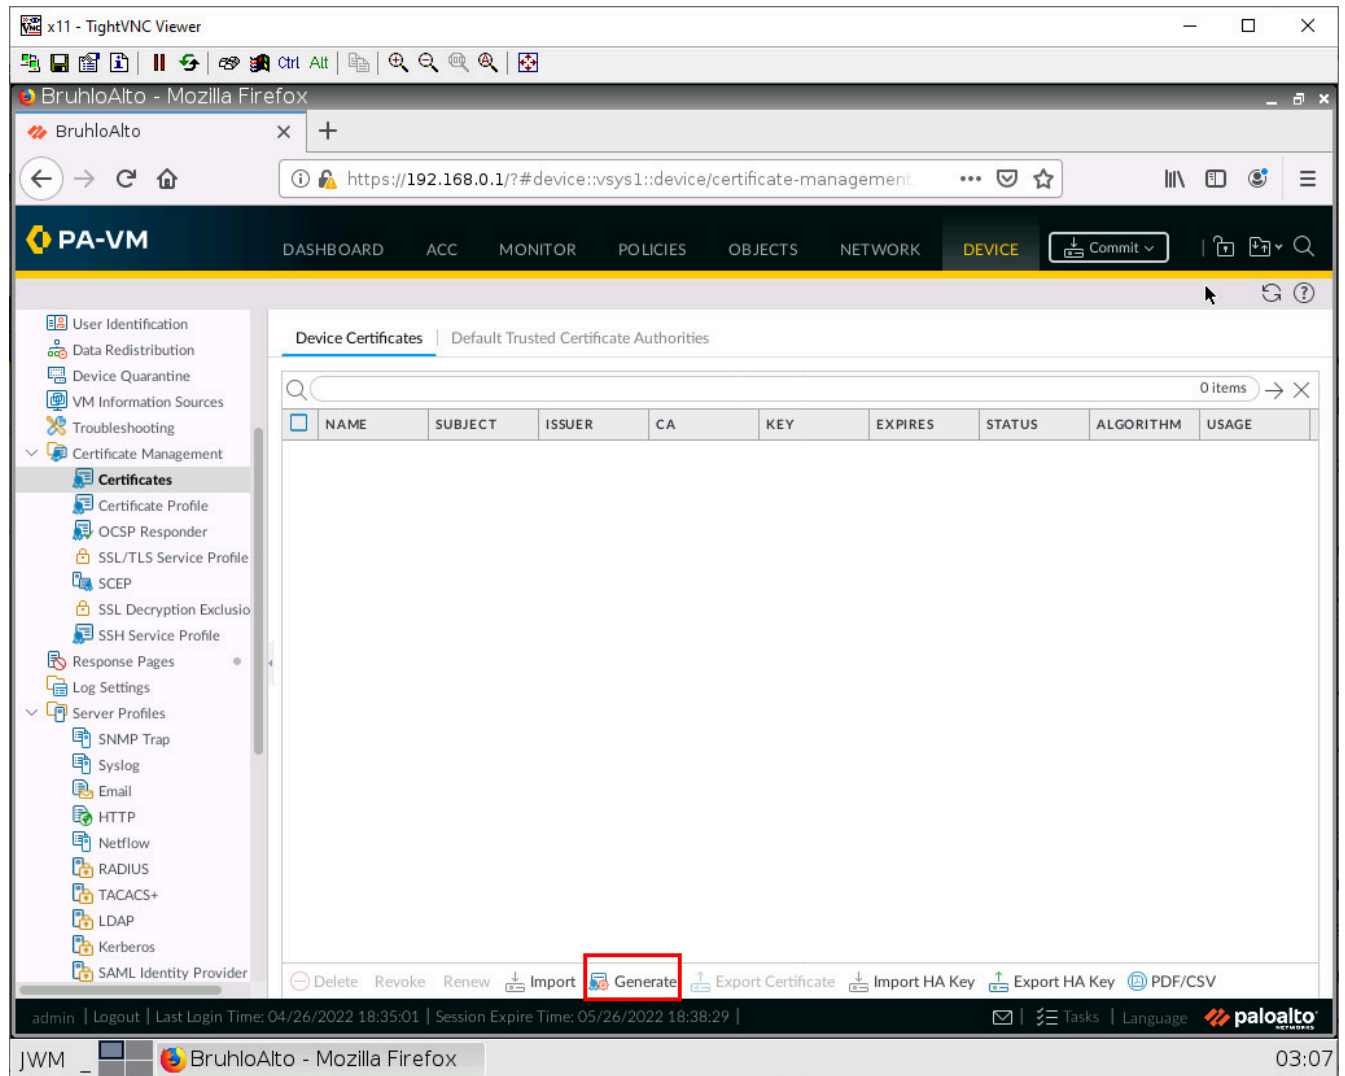 x11 - TightVNC Viewer
Ctrl Alt
BruhloAlto - Mozilla Firefox
BruhloAlto
https://192.168.0.1/?#device::vsys1::device/certificate-management
PA-VM
DASHBOARD ACC MONITOR POLICIES OBJECTS NETWORK DEVICE Commit
User Identification
Data Redistribution
Device Quarantine
VM Information Sources
Troubleshooting
Certificate Management
Certificates
Certificate Profile
OCSP Responder
SSL/TLS Service Profile
SCEP
SSL Decryption Exclusio
SSH Service Profile
Response Pages
Log Settings
Server Profiles
SNMP Trap
Syslog
Email
HTTP
Netflow
RADIUS
TACACS+
LDAP
Kerberos
SAML Identity Provider
Device Certificates | Default Trusted Certificate Authorities
0 items
NAME SUBJECT ISSUER CA KEY EXPIRES STATUS ALGORITHM USAGE
Delete Revoke Renew Import Generate Export Certificate Import HA Key Export HA Key PDF/CSV
admin | Logout | Last Login Time: 04/26/2022 18:35:01 | Session Expire Time: 05/26/2022 18:38:29 | Tasks | Language paloalto NETWORKS
JWM _ BruhloAlto - Mozilla Firefox 03:07